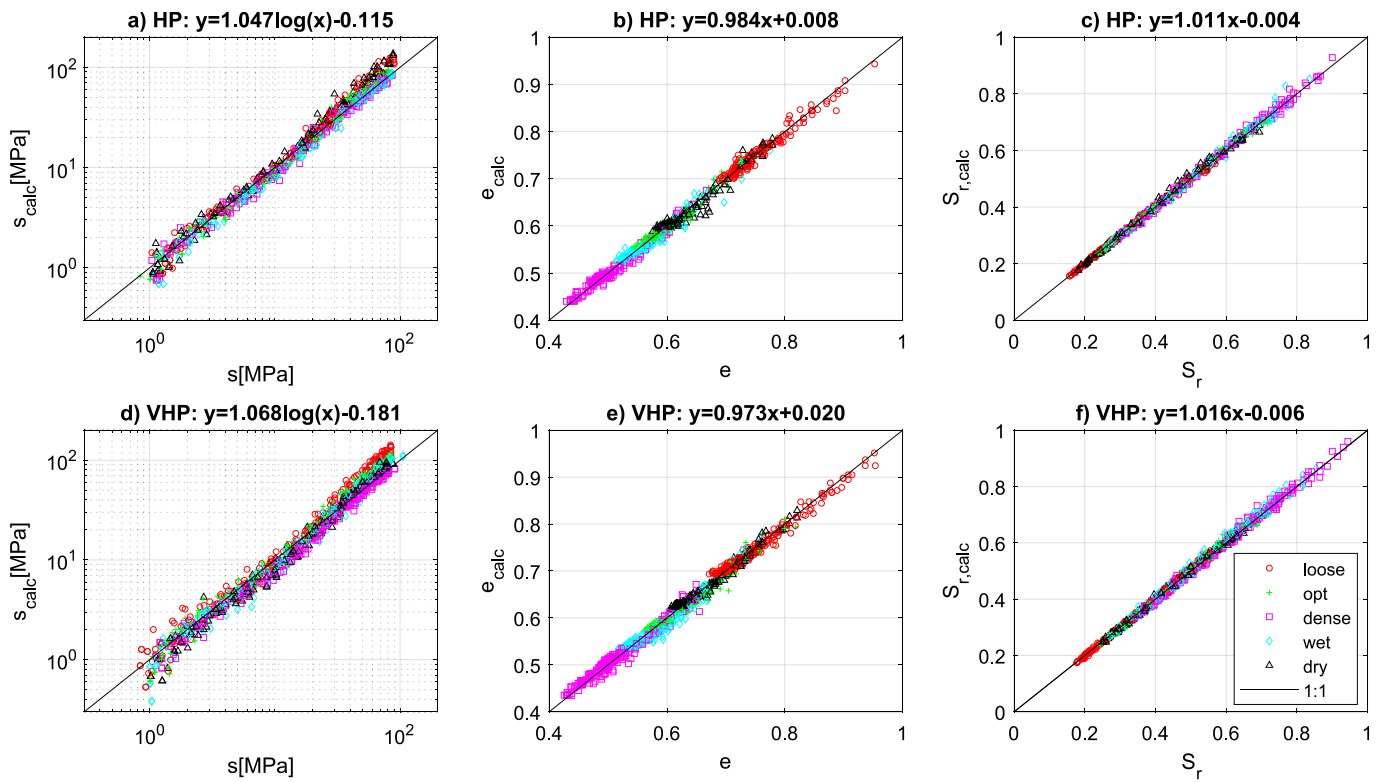 a) HP: y=1.047log(x)-0.115
b) HP: y=0.984x+0.008
c) HP: y=1.011x-0.004
s_calc[MPa]
10^2
10^1
10^0
10^0
10^2
s[MPa]
e_calc
1
0.9
0.8
0.7
0.6
0.5
0.4
0.4
0.6
0.8
1
e
S_r,calc
1
0.8
0.6
0.4
0.2
0
0
0.2
0.4
0.6
0.8
1
S_r
d) VHP: y=1.068log(x)-0.181
e) VHP: y=0.973x+0.020
f) VHP: y=1.016x-0.006
s_calc[MPa]
10^2
10^1
10^0
10^0
10^2
s[MPa]
e_calc
1
0.9
0.8
0.7
0.6
0.5
0.4
0.4
0.6
0.8
1
e
S_r,calc
1
0.8
0.6
0.4
0.2
0
0
0.2
0.4
0.6
0.8
1
S_r
loose
opt
dense
wet
dry
1:1